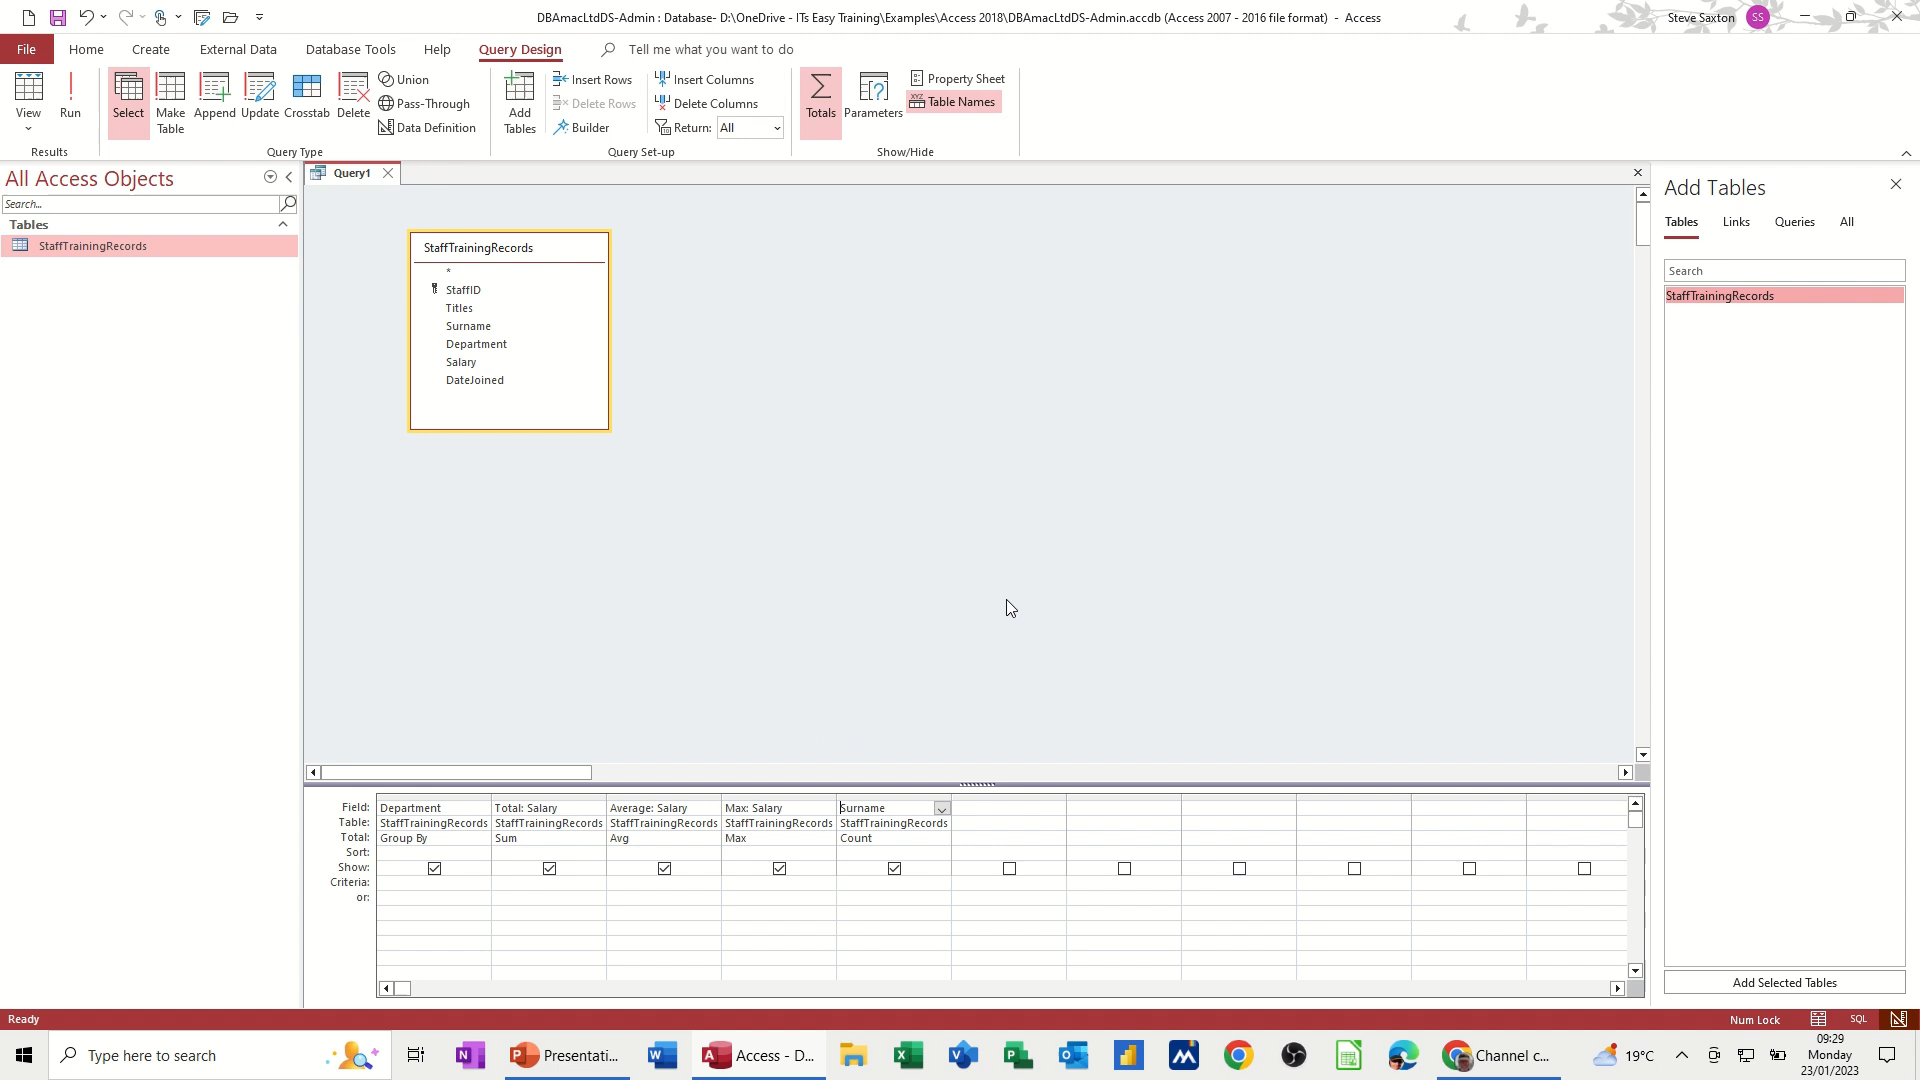 DBAmacLtdDS-Admin : Database- D:\OneDrive - ITs Easy Training\Examples\Access 2018\DBAmacLtdDS-Admin.accdb (Access 2007 - 2016 file format) - Access
Steve Saxton
SS
File
Home
Create
External Data
Database Tools
Help
Query Design
Tell me what you want to do
View
Run
Select
Make Table
Append
Update
Crosstab
Delete
Union
Pass-Through
Data Definition
Add Tables
Insert Rows
Delete Rows
Builder
Insert Columns
Delete Columns
Return: All
Totals
Parameters
Property Sheet
Table Names
Results
Query Type
Query Set-up
Show/Hide
All Access Objects
Search...
Tables
StaffTrainingRecords
Query1
StaffTrainingRecords
*
StaffID
Titles
Surname
Department
Salary
DateJoined
Add Tables
Tables
Links
Queries
All
Search
StaffTrainingRecords
Add Selected Tables
Field: Department Total: Salary Average: Salary Max: Salary Surname
Table: StaffTrainingRecords StaffTrainingRecords StaffTrainingRecords StaffTrainingRecords StaffTrainingRecords
Total: Group By Sum Avg Max Count
Sort:
Show:
Criteria:
or:
Ready
Num Lock
SQL
Type here to search
Presentati...
Access - D...
Channel c...
19°C
09:29
Monday
23/01/2023